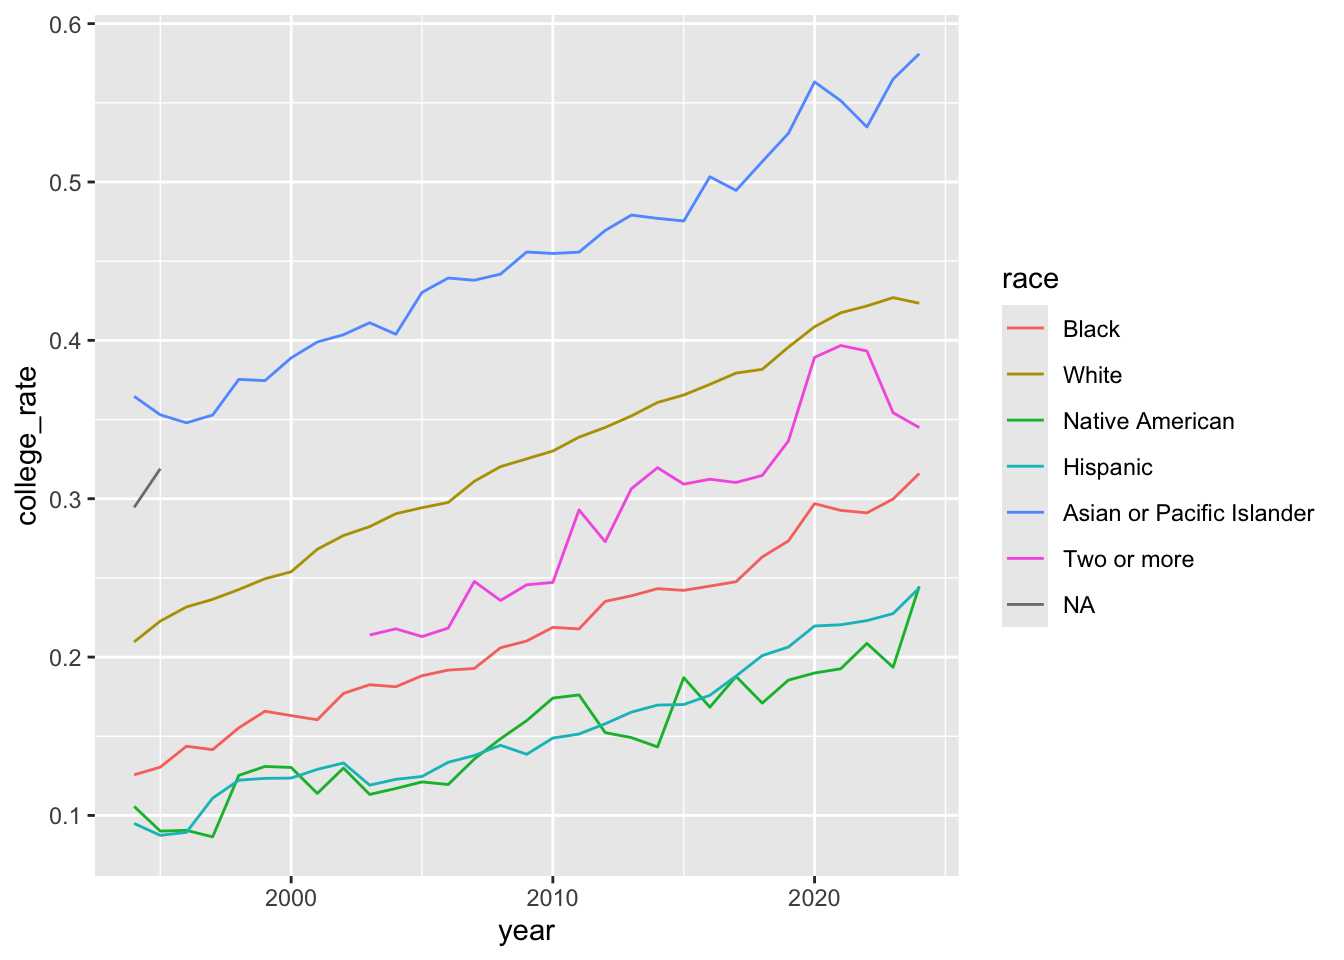 0.6
0.5
0.4
0.3
0.2
0.1
college_rate
2000 2010 2020
year
race
Black
White
Native American
Hispanic
Asian or Pacific Islander
Two or more
NA